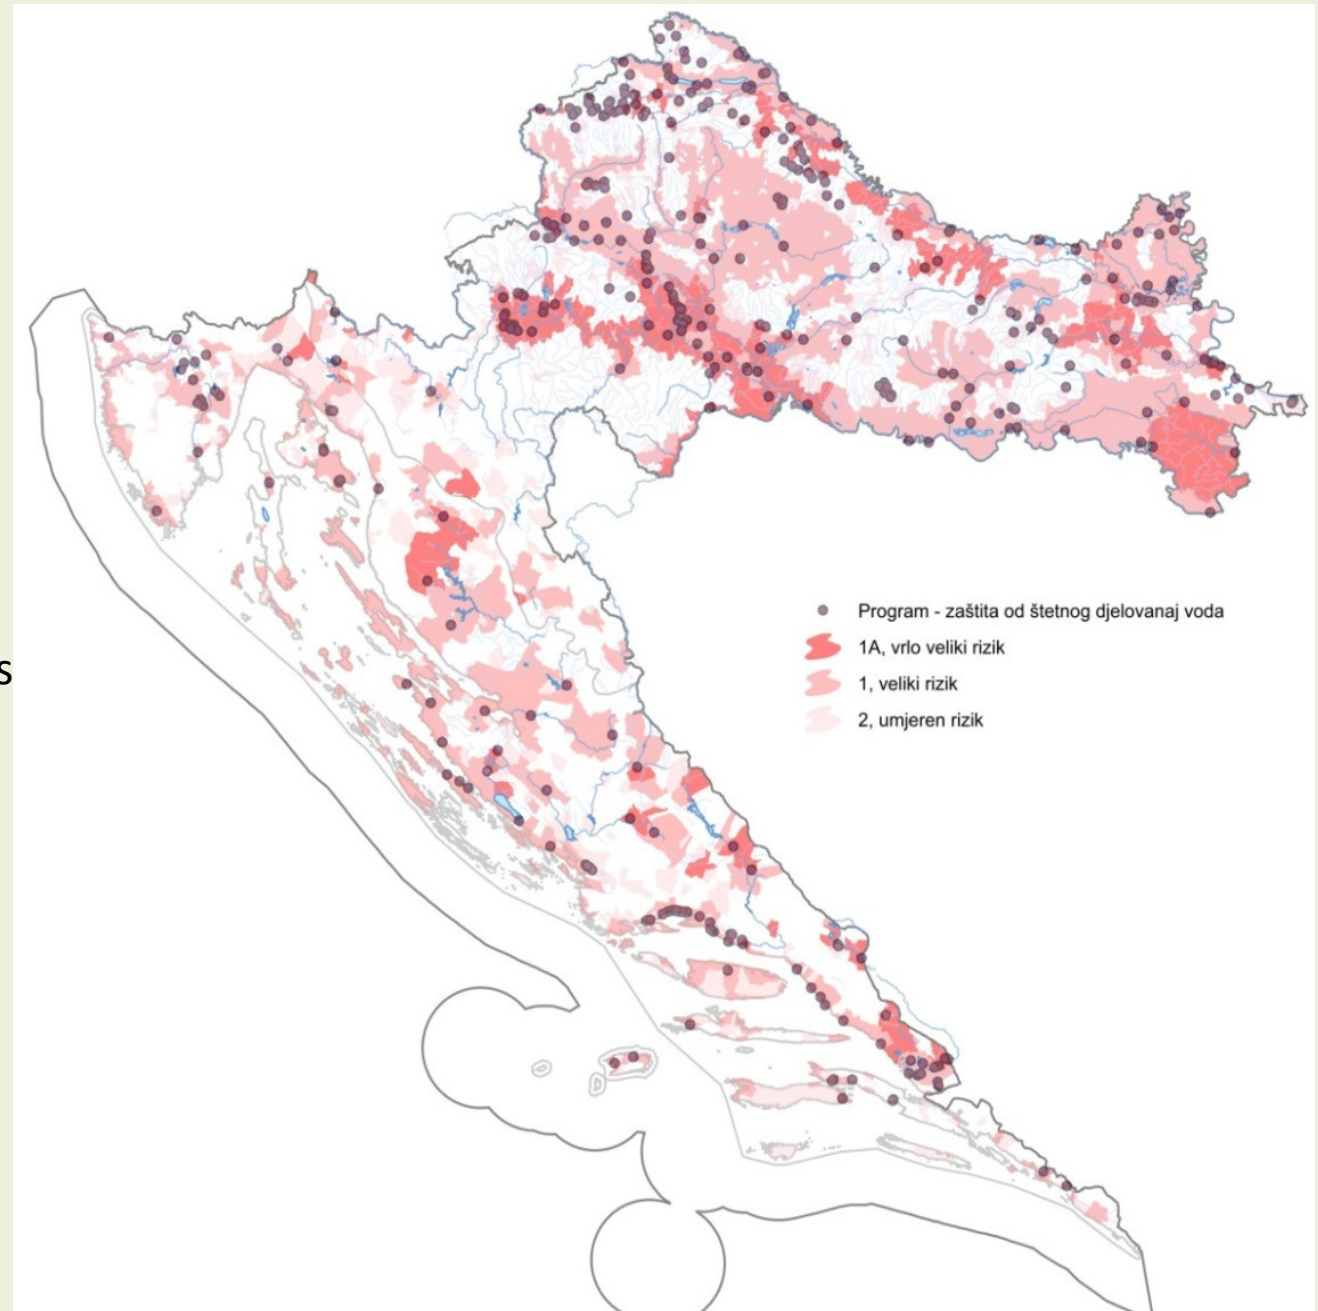 Program - zaštita od štetnog djelovanaj voda
1A, vrlo veliki rizik
1, veliki rizik
2, umjeren rizik
s